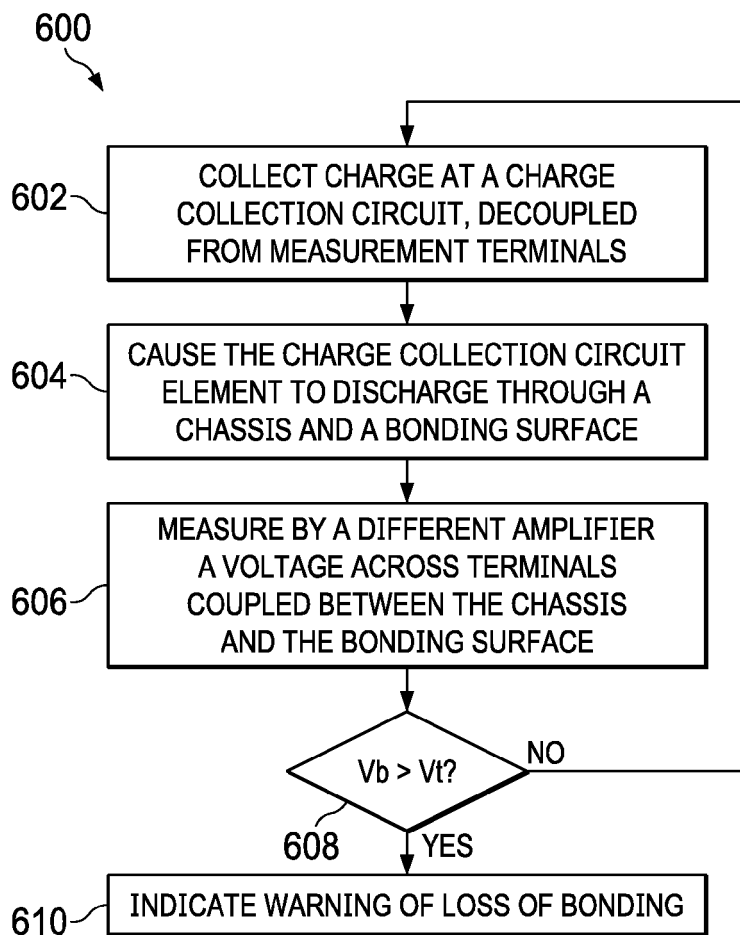 600
602
COLLECT CHARGE AT A CHARGE
COLLECTION CIRCUIT, DECOUPLED
FROM MEASUREMENT TERMINALS
604
CAUSE THE CHARGE COLLECTION CIRCUIT
ELEMENT TO DISCHARGE THROUGH A
CHASSIS AND A BONDING SURFACE
606
MEASURE BY A DIFFERENT AMPLIFIER
A VOLTAGE ACROSS TERMINALS
COUPLED BETWEEN THE CHASSIS
AND THE BONDING SURFACE
Vb > Vt?
NO
608
YES
610
INDICATE WARNING OF LOSS OF BONDING